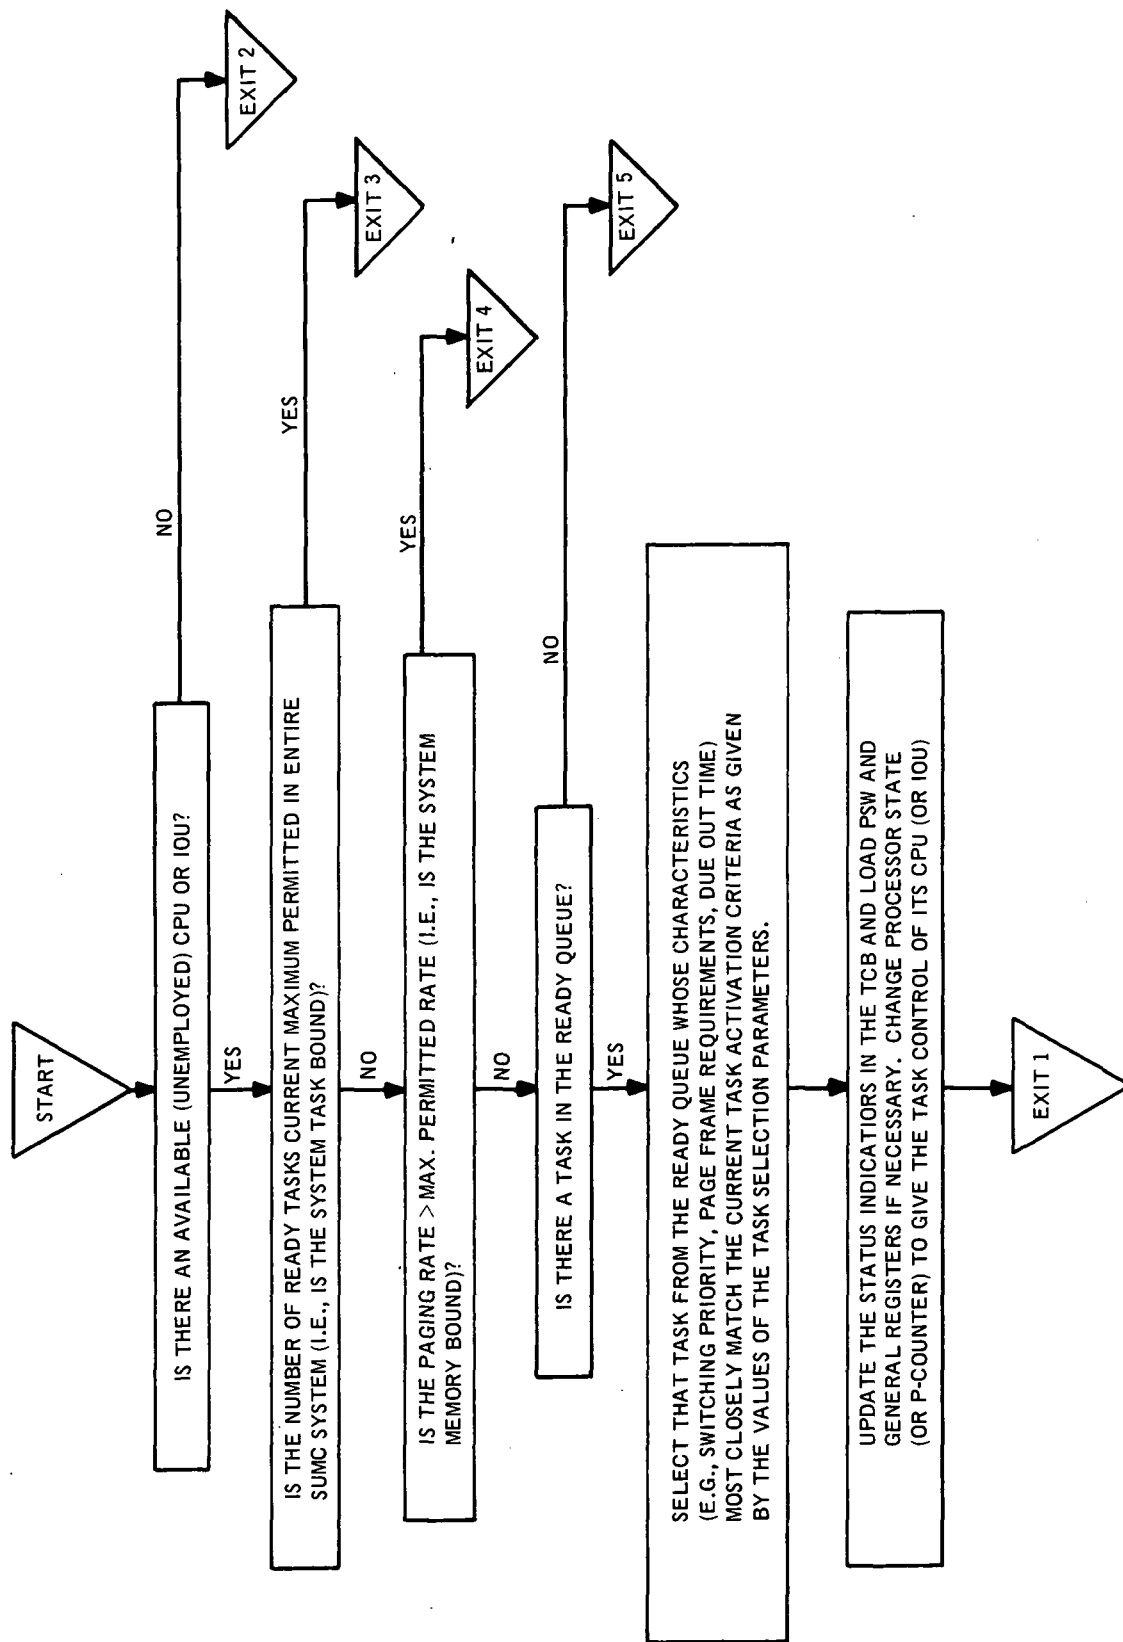 START
IS THERE AN AVAILABLE (UNEMPLOYED) CPU OR IOU?
NO
EXIT 2
YES
IS THE NUMBER OF READY TASKS CURRENT MAXIMUM PERMITTED IN ENTIRE
SUMC SYSTEM (I.E., IS THE SYSTEM TASK BOUND)?
YES
EXIT 3
NO
IS THE PAGING RATE >MAX. PERMITTED RATE (I.E., IS THE SYSTEM
MEMORY BOUND)?
YES
EXIT 4
NO
IS THERE A TASK IN THE READY QUEUE?
NO
EXIT 5
YES
SELECT THAT TASK FROM THE READY QUEUE WHOSE CHARACTERISTICS
(E.G., SWITCHING PRIORITY, PAGE FRAME REQUIREMENTS, DUE OUT TIME)
MOST CLOSELY MATCH THE CURRENT TASK ACTIVATION CRITERIA AS GIVEN
BY THE VALUES OF THE TASK SELECTION PARAMETERS.
UPDATE THE STATUS INDICATIORS IN THE TCB AND LOAD PSW AND
GENERAL REGISTERS IF NECESSARY. CHANGE PROCESSOR STATE
(OR P-COUNTER) TO GIVE THE TASK CONTROL OF ITS CPU (OR IOU)
EXIT 1